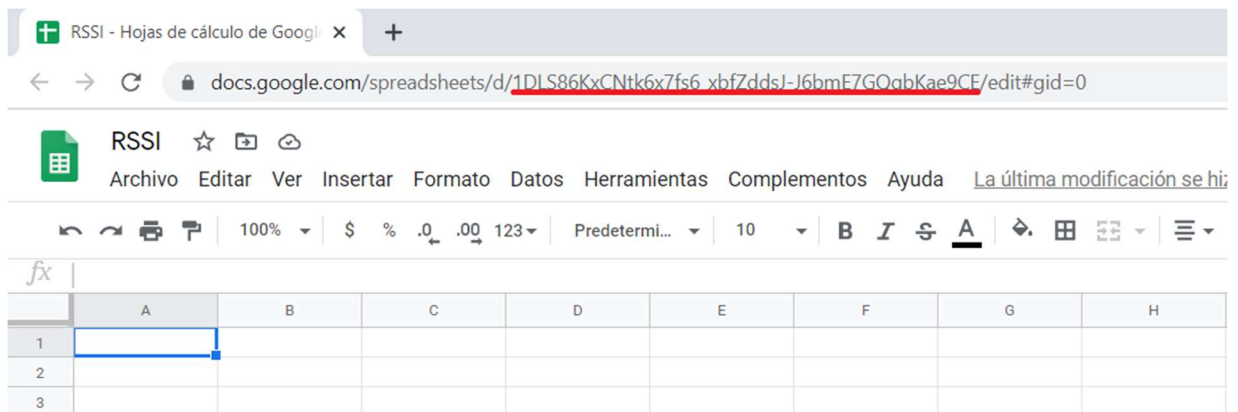 RSSI - Hojas de cálculo de Googl
docs.google.com/spreadsheets/d/1DLS86KxCNtk6x7fs6_xbfZddsJ-J6bmE7GOqbKae9CE/edit#gid=0
RSSI
Archivo Editar Ver Insertar Formato Datos Herramientas Complementos Ayuda La última modificación se hiz
100% $ % .0 .00 123 Predetermi... 10 B I S A
fx
A B C D E F G H
1
2
3